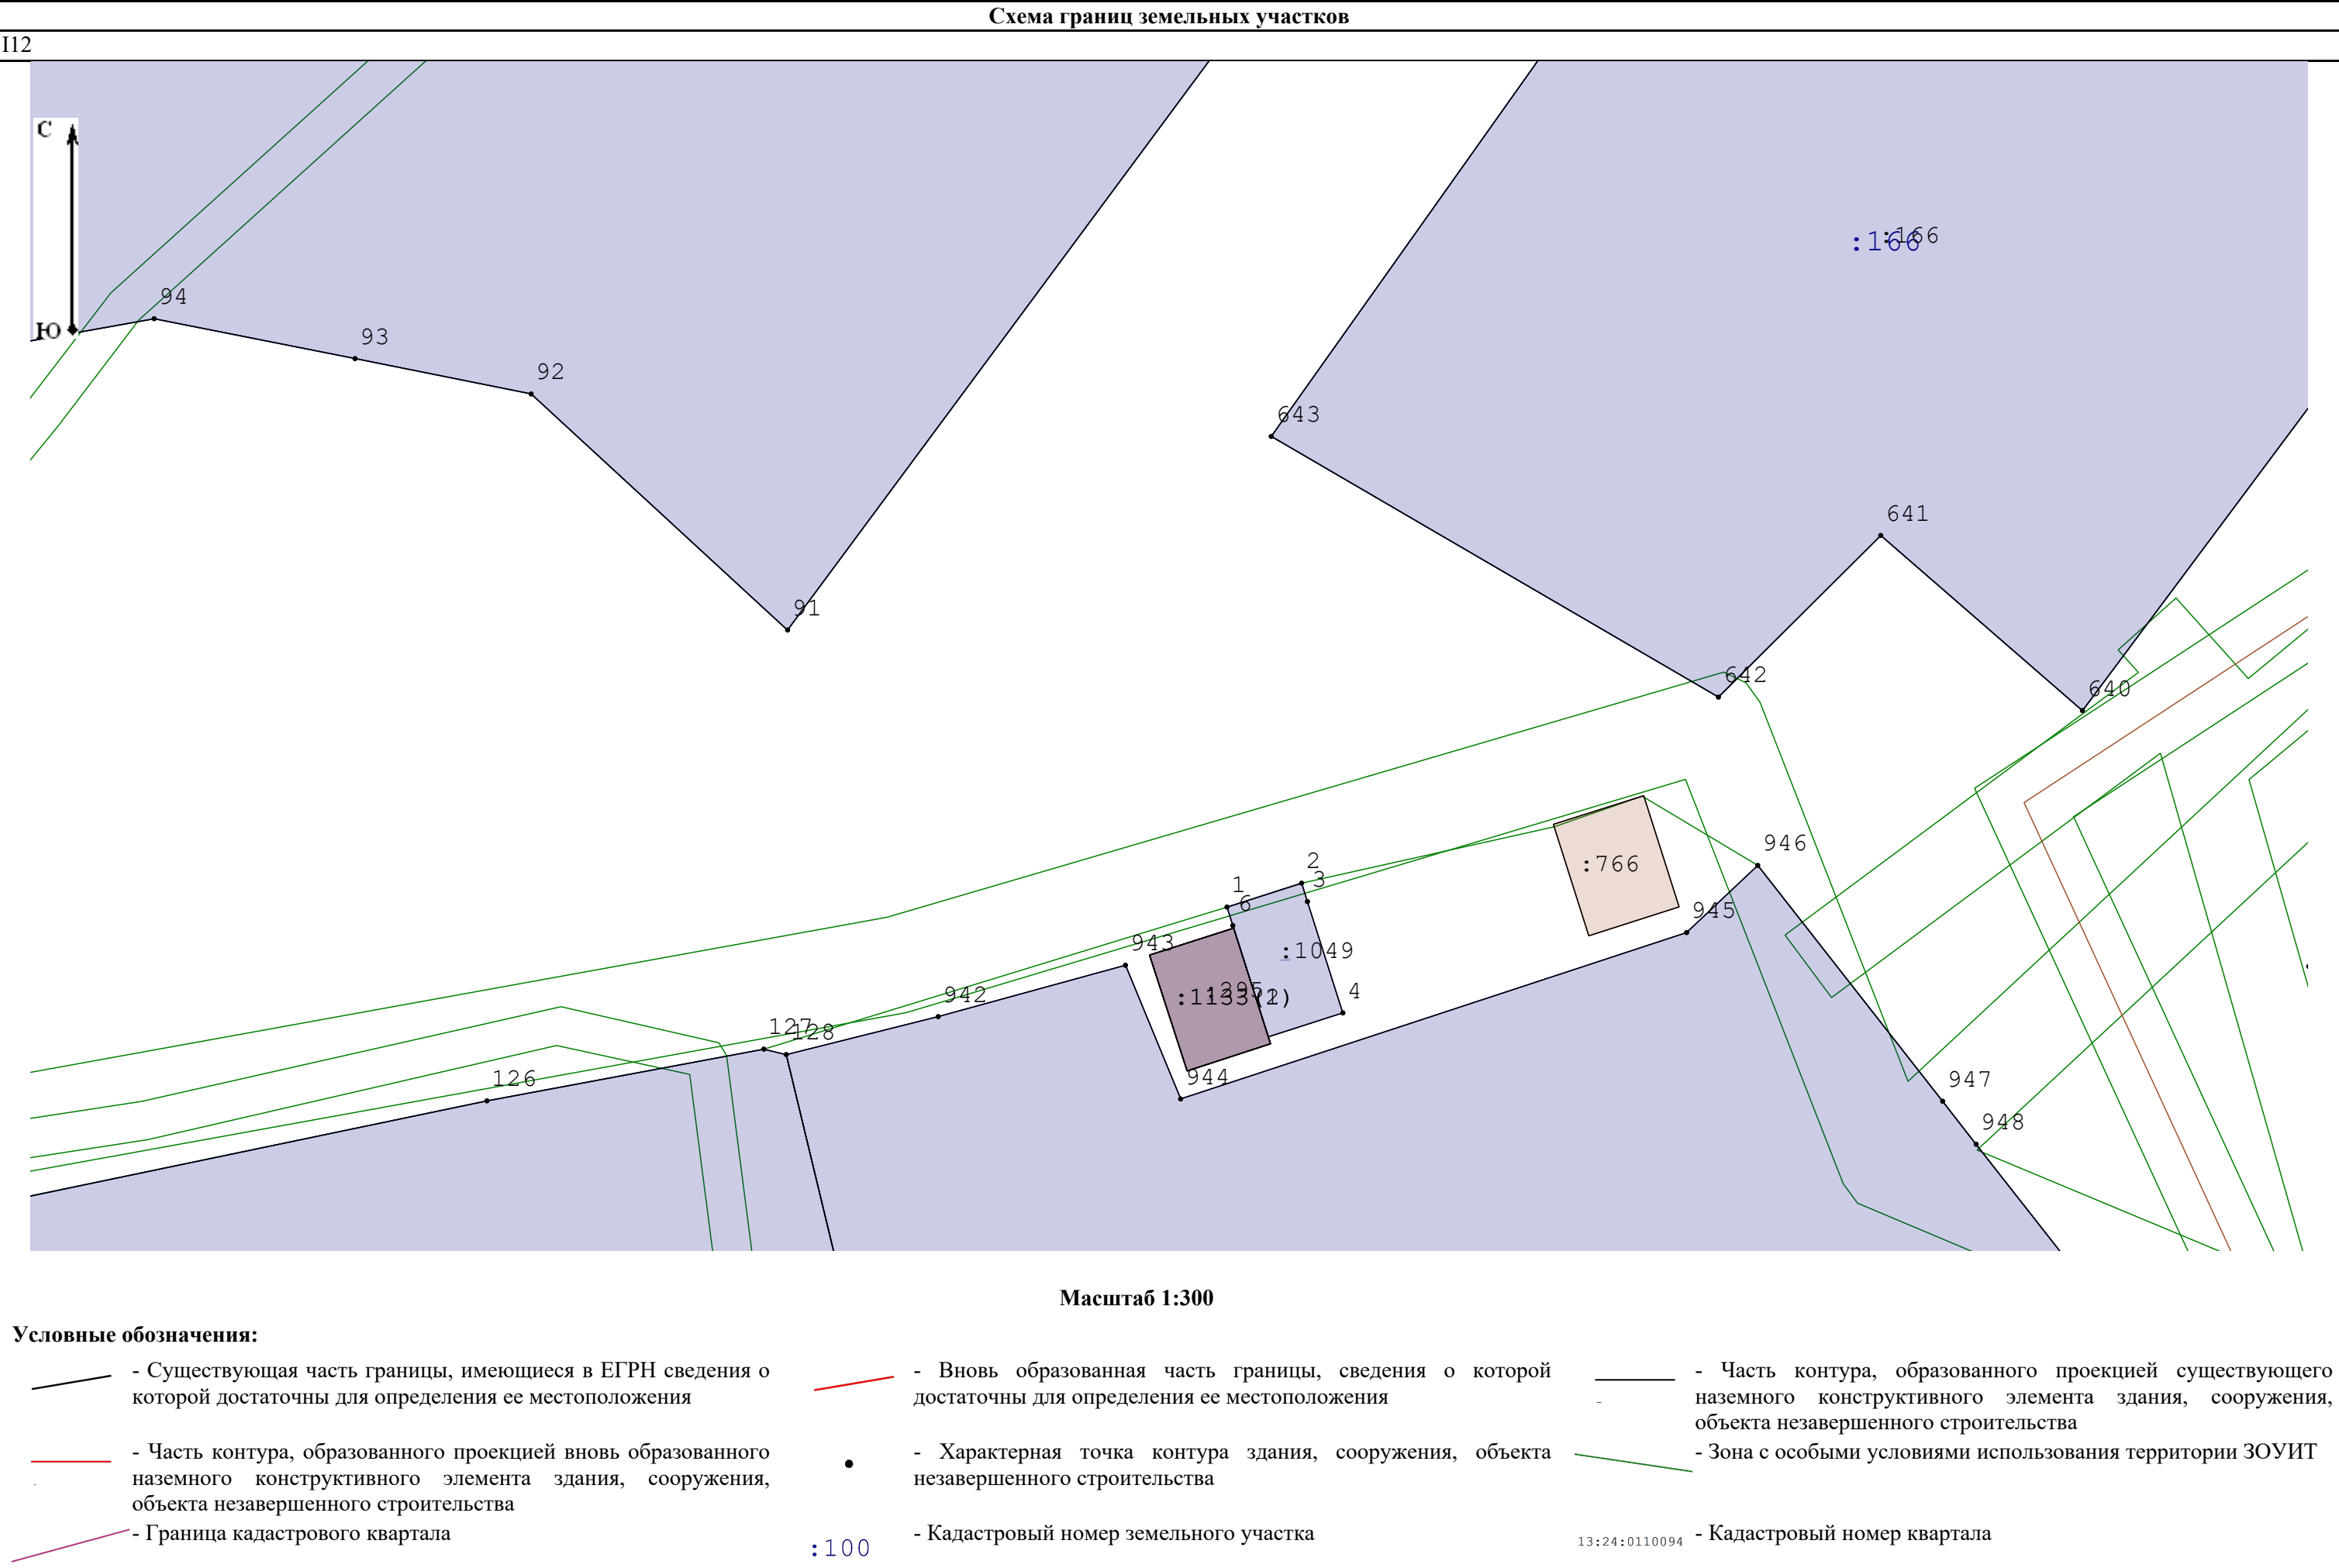 Схема границ земельных участков
I12
С
Ю
94
93
92
91
643
:166
:166
641
642
640
946
945
:766
2
3
1
6
943
:1049
4
942
127
128
126
944
947
948
Масштаб 1:300
Условные обозначения:
- Существующая часть границы, имеющиеся в ЕГРН сведения о
которой достаточны для определения ее местоположения
- Вновь образованная часть границы, сведения о которой
достаточны для определения ее местоположения
- Часть контура, образованного проекцией существующего
наземного конструктивного элемента здания, сооружения,
объекта незавершенного строительства
- Часть контура, образованного проекцией вновь образованного
наземного конструктивного элемента здания, сооружения,
объекта незавершенного строительства
- Характерная точка контура здания, сооружения, объекта
незавершенного строительства
- Зона с особыми условиями использования территории ЗОУИТ
- Граница кадастрового квартала
:100
- Кадастровый номер земельного участка
13:24:0110094
- Кадастровый номер квартала